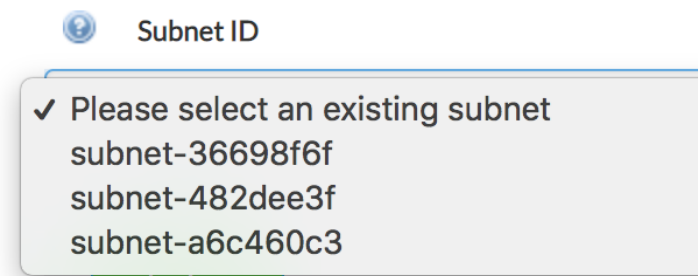 Subnet ID
Please select an existing subnet
subnet-36698f6f
subnet-482dee3f
subnet-a6c460c3